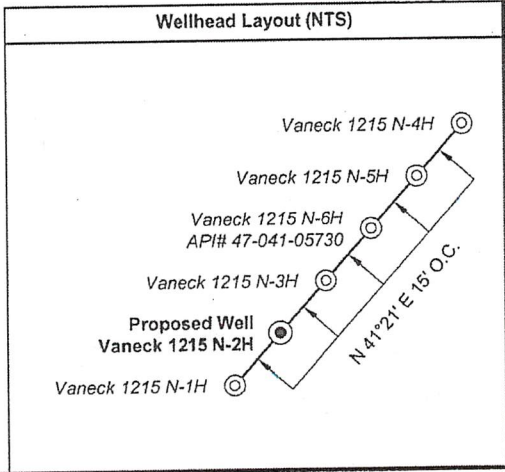 Wellhead Layout (NTS)
Vaneck 1215 N-4H
Vaneck 1215 N-5H
Vaneck 1215 N-6H
API# 47-041-05730
Vaneck 1215 N-3H
Proposed Well
Vaneck 1215 N-2H
Vaneck 1215 N-1H
N 41°21' E 15' O.C.